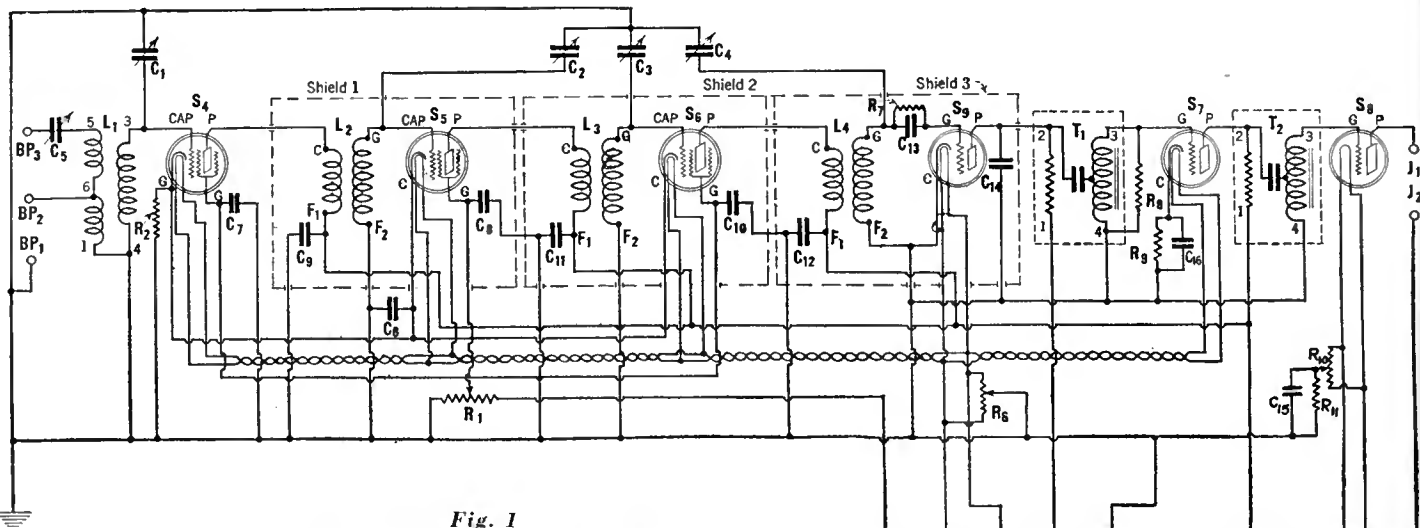 C1
C2
C3
C4
Shield 1
Shield 2
Shield 3
BP3
C5
5
L1
3
S4
CAP
P
L2
G
S5
CAP
P
L3
G
S6
CAP
P
L4
G
R7
C13
S9
G
P
C14
T1
2
3
S7
G
P
T2
2
3
S8
G
P
J1
J2
BP2
6
BP1
1
4
R2
G
G
C7
C
F1
C9
F2
C
G
C8
C
F1
C11
F2
C
G
C10
C
F1
C12
F2
C
1
4
R8
C
R9
C16
1
4
C6
R1
R6
R10
C15
R11
Fig. 1